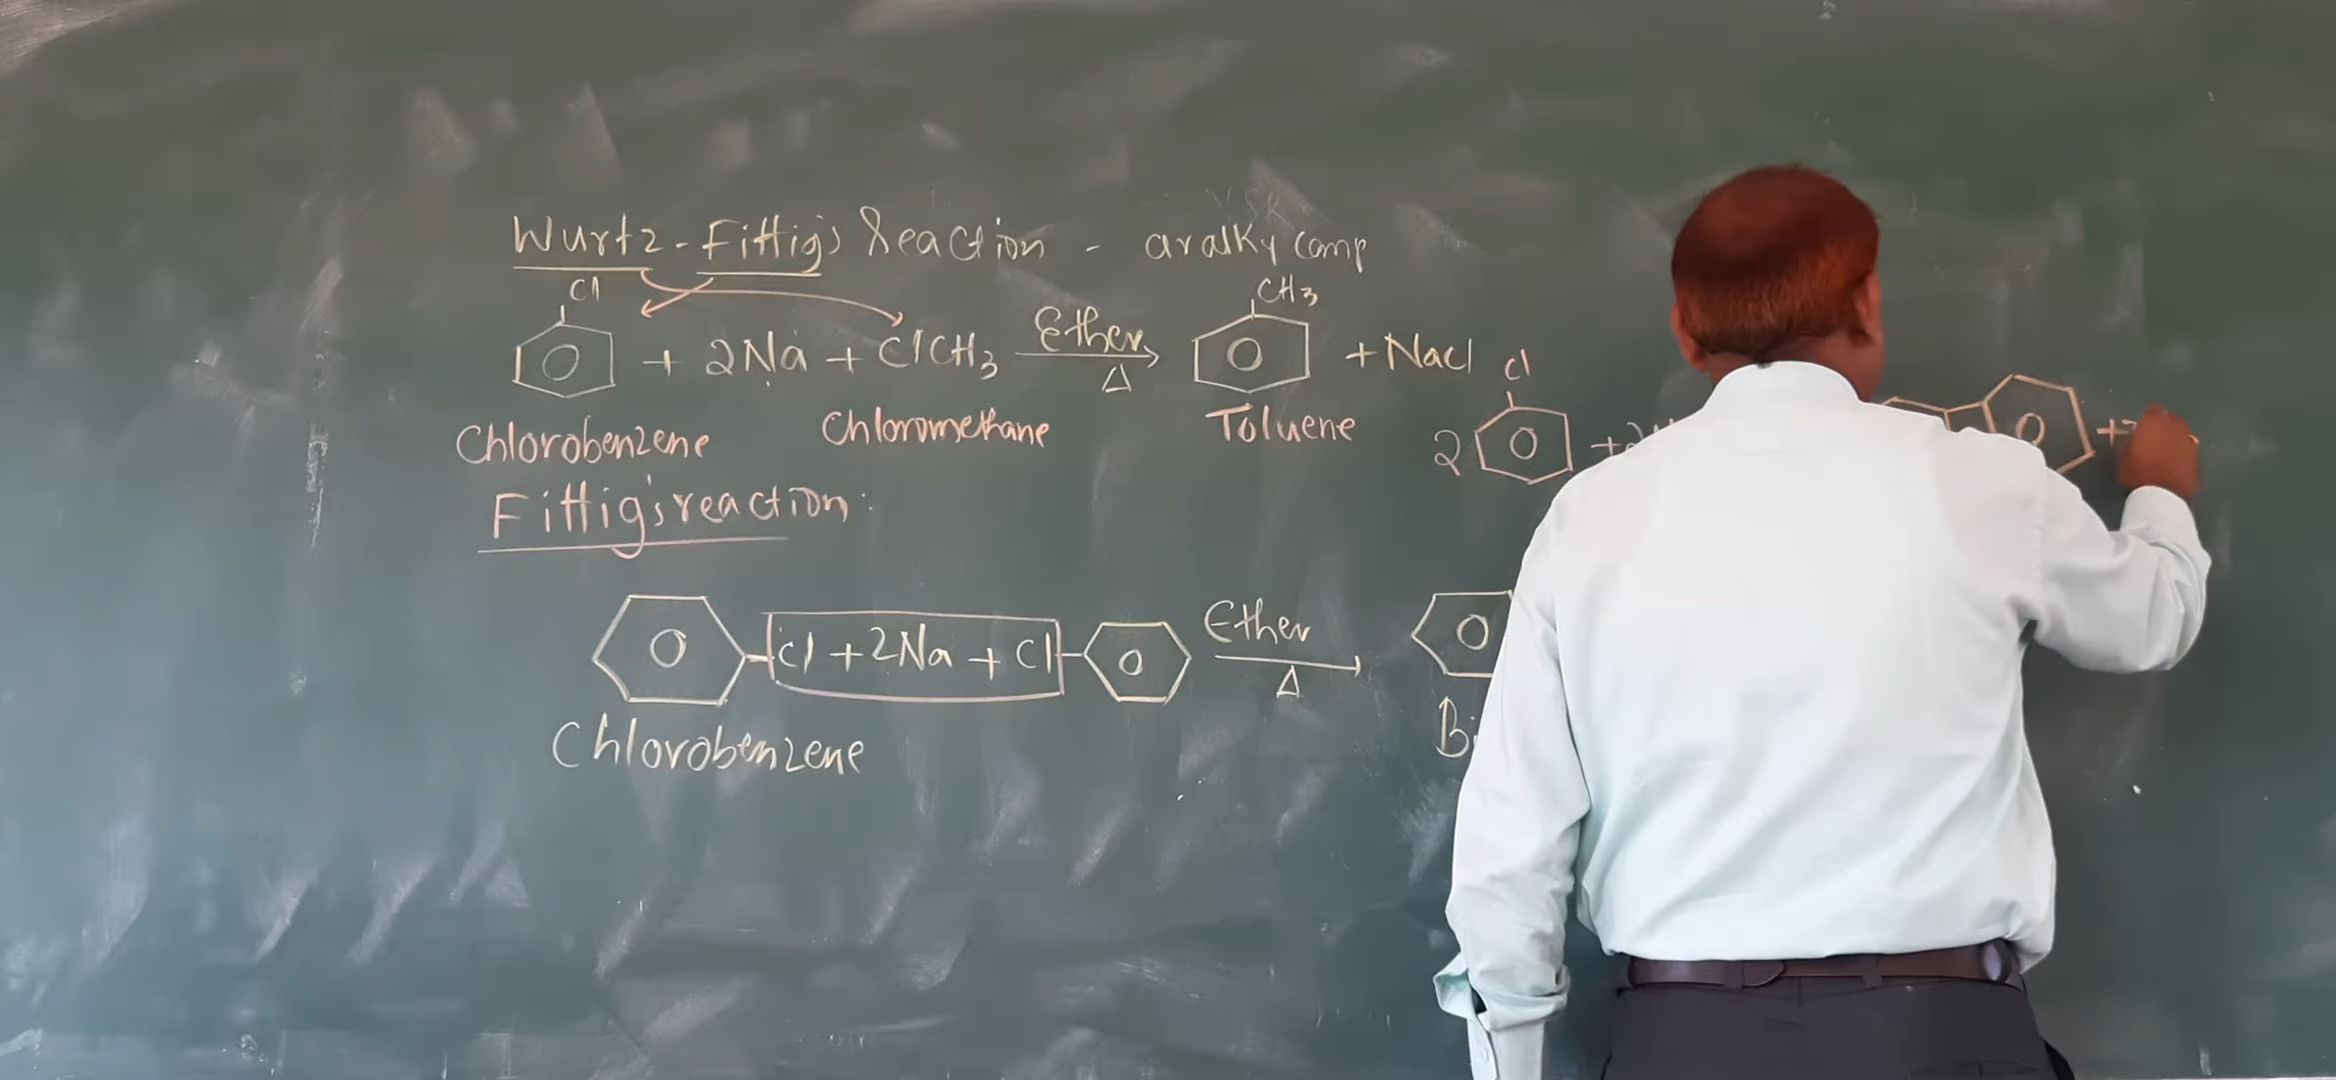 Wurtz-Fittig's Reaction - aralky comp
Cl
+ 2Na + ClCH3 Ether Δ CH3 + Nacl
Chlorobenzene Chloromethane Toluene
2 Cl +2
+
Fittig's reaction:
Cl + 2Na + Cl Ether Δ
Chlorobenzene